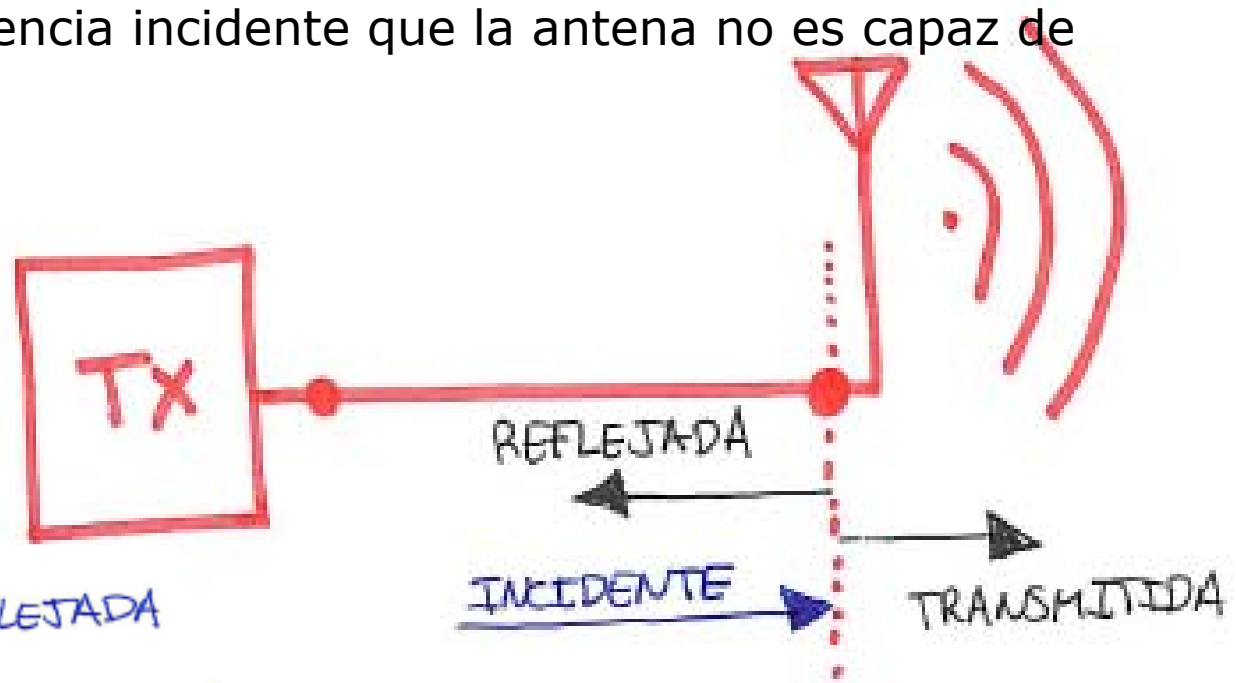 encia incidente que la antena no es capaz de
TX
REFLEJADA
INCIDENTE
TRANSMITIDA
LEJADA